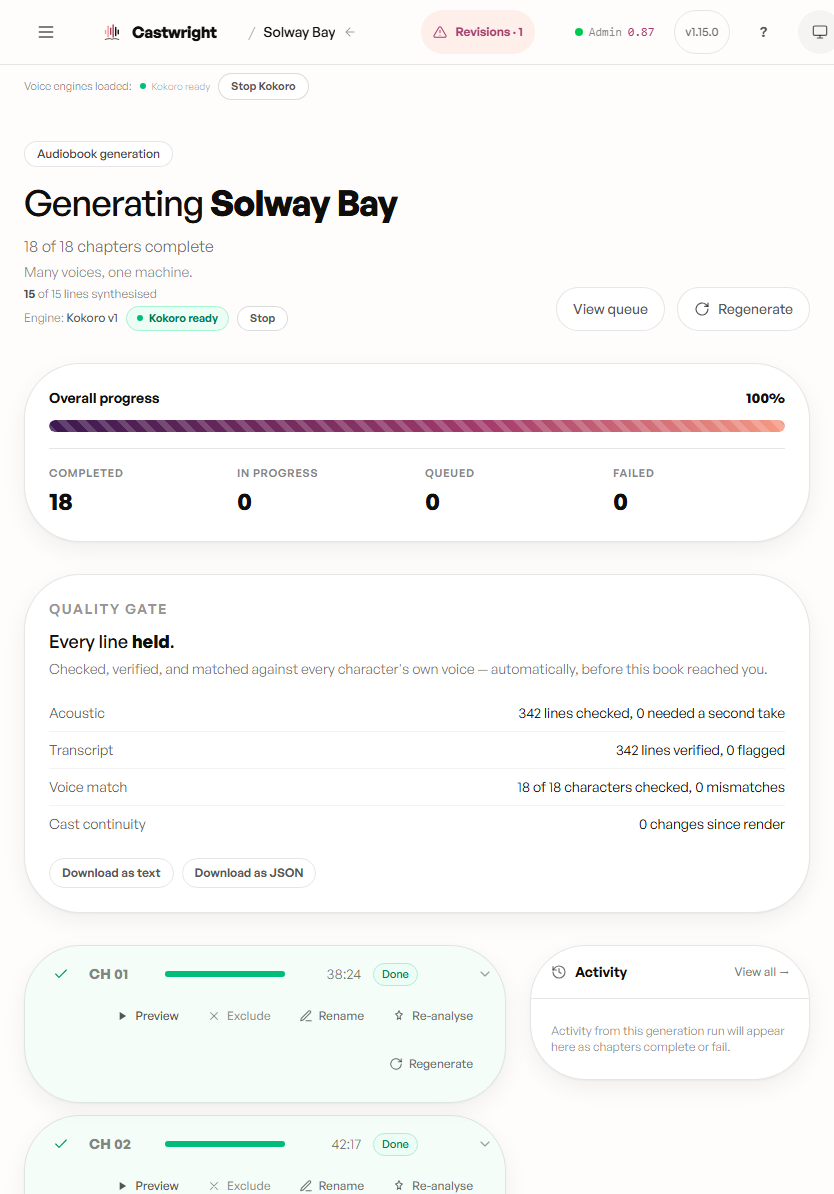 Castwright / Solway Bay ← Revisions · 1 Admin 0.87 v1.15.0 ?
Voice engines loaded: Kokoro ready Stop Kokoro
Audiobook generation
Generating Solway Bay
18 of 18 chapters complete
Many voices, one machine.
15 of 15 lines synthesised
Engine: Kokoro v1 Kokoro ready Stop
View queue Regenerate
Overall progress 100%
COMPLETED IN PROGRESS QUEUED FAILED
18 0 0 0
QUALITY GATE
Every line held.
Checked, verified, and matched against every character's own voice — automatically, before this book reached you.
Acoustic 342 lines checked, 0 needed a second take
Transcript 342 lines verified, 0 flagged
Voice match 18 of 18 characters checked, 0 mismatches
Cast continuity 0 changes since render
Download as text Download as JSON
CH 01 38:24 Done
Preview Exclude Rename Re-analyse
Regenerate
Activity View all →
Activity from this generation run will appear
here as chapters complete or fail.
CH 02 42:17 Done
Preview Exclude Rename Re-analyse